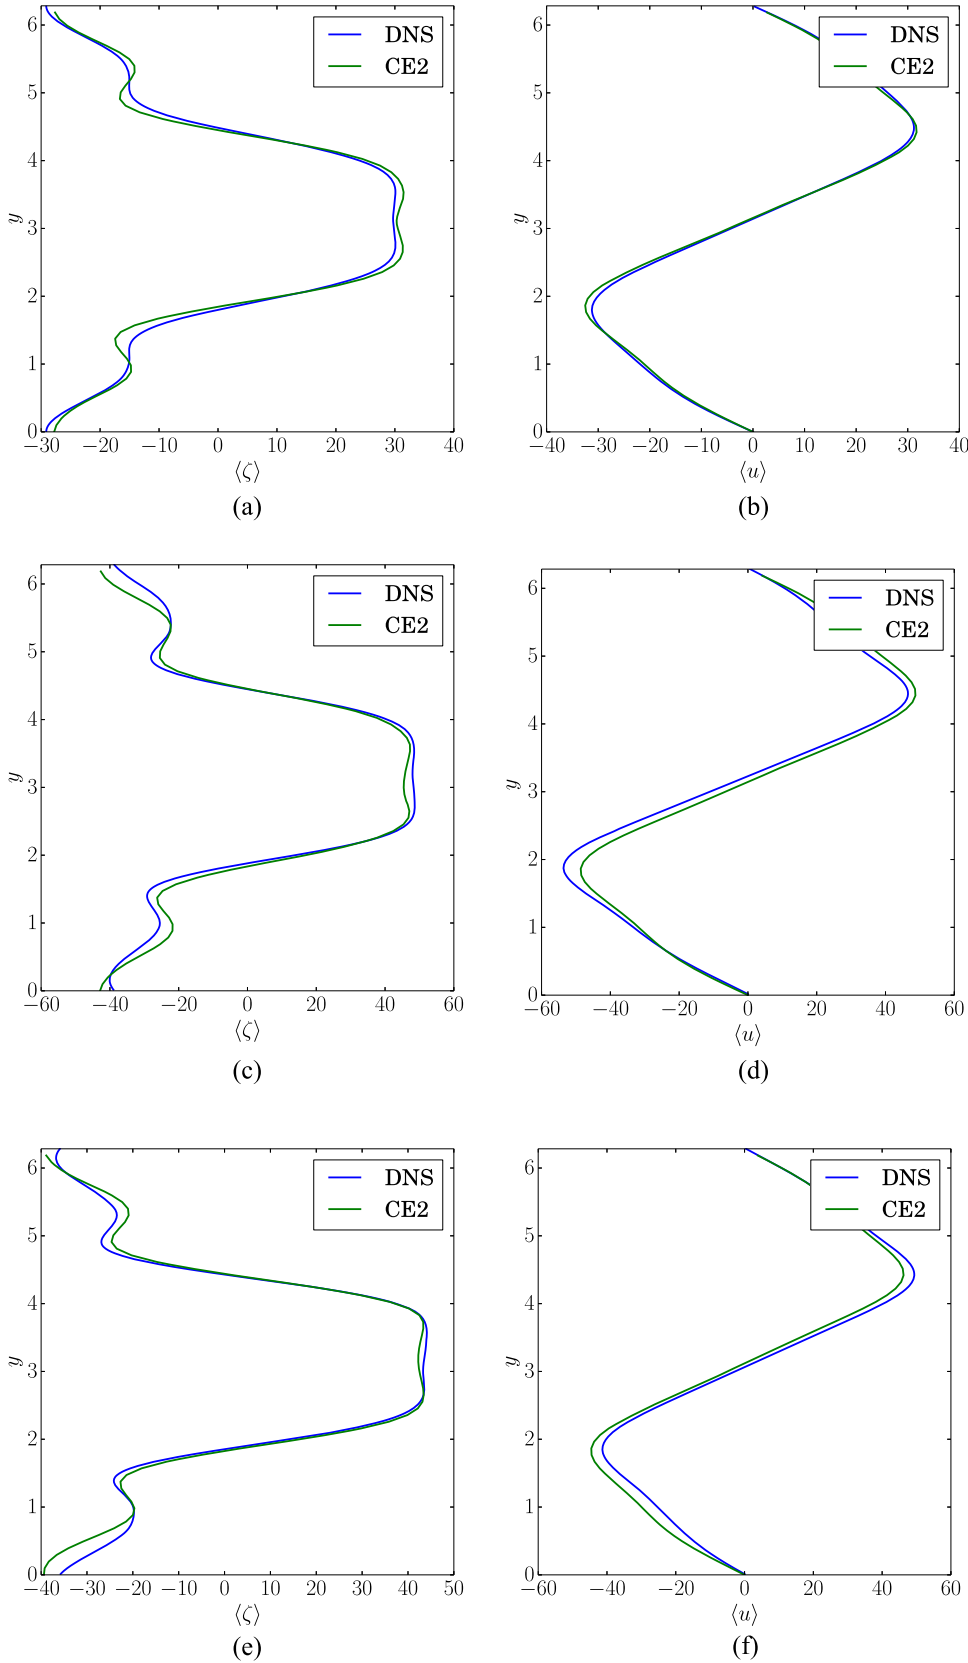 DNS
CE2
y
6
5
4
3
2
1
0
−30 −20 −10 0 10 20 30 40
⟨ζ⟩
(a)
DNS
CE2
y
6
5
4
3
2
1
0
−40 −30 −20 −10 0 10 20 30 40
⟨u⟩
(b)
DNS
CE2
y
6
5
4
3
2
1
0
−60 −40 −20 0 20 40 60
⟨ζ⟩
(c)
DNS
CE2
y
6
5
4
3
2
1
0
−60 −40 −20 0 20 40 60
⟨u⟩
(d)
DNS
CE2
y
6
5
4
3
2
1
0
−40 −30 −20 −10 0 10 20 30 40 50
⟨ζ⟩
(e)
DNS
CE2
y
6
5
4
3
2
1
0
−60 −40 −20 0 20 40 60
⟨u⟩
(f)